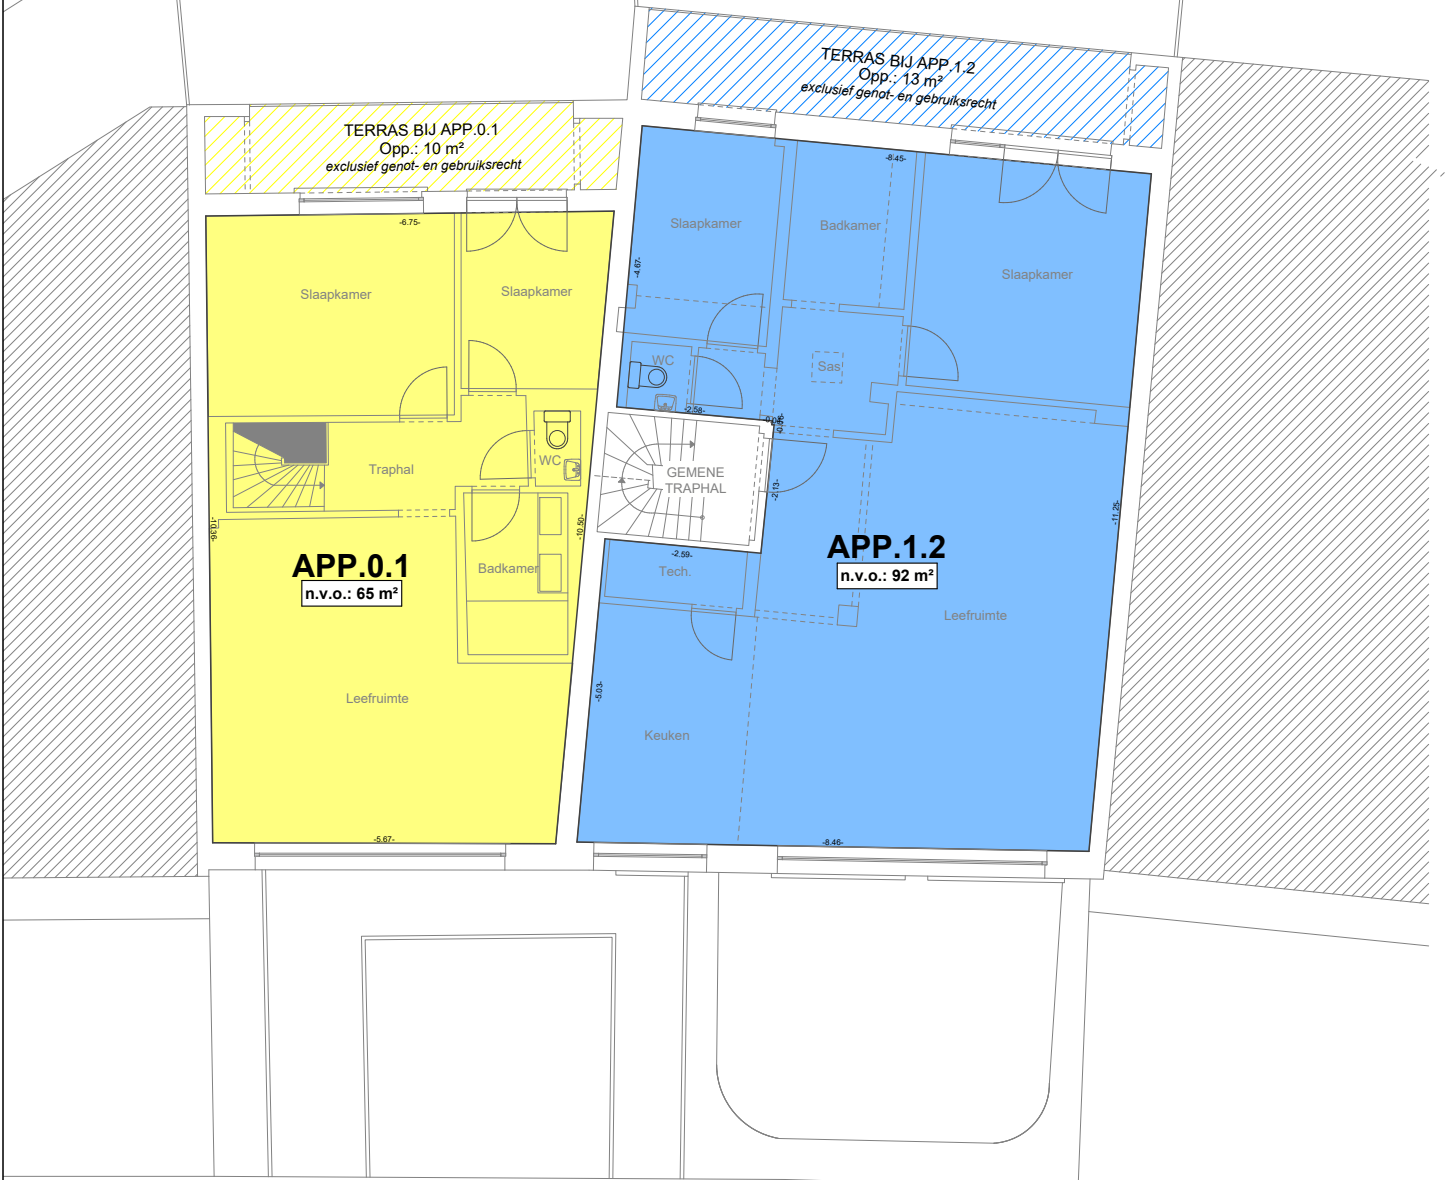 TERRAS BIJ APP.1.2
Opp.: 13 m²
exclusief genot- en gebruiksrecht
TERRAS BIJ APP.0.1
Opp.: 10 m²
exclusief genot- en gebruiksrecht
-6.75-
Slaapkamer
Slaapkamer
Traphal
WC
-10.36-
-10.50-
APP.0.1
n.v.o.: 65 m²
Badkamer
Leefruimte
-5.67-
-8.45-
Slaapkamer
Badkamer
Slaapkamer
-4.67-
WC
Sas
-2.58-
GEMENE
TRAPHAL
-2.13-
-11.25-
-2.59-
Tech.
APP.1.2
n.v.o.: 92 m²
Leefruimte
-5.03-
Keuken
-8.46-